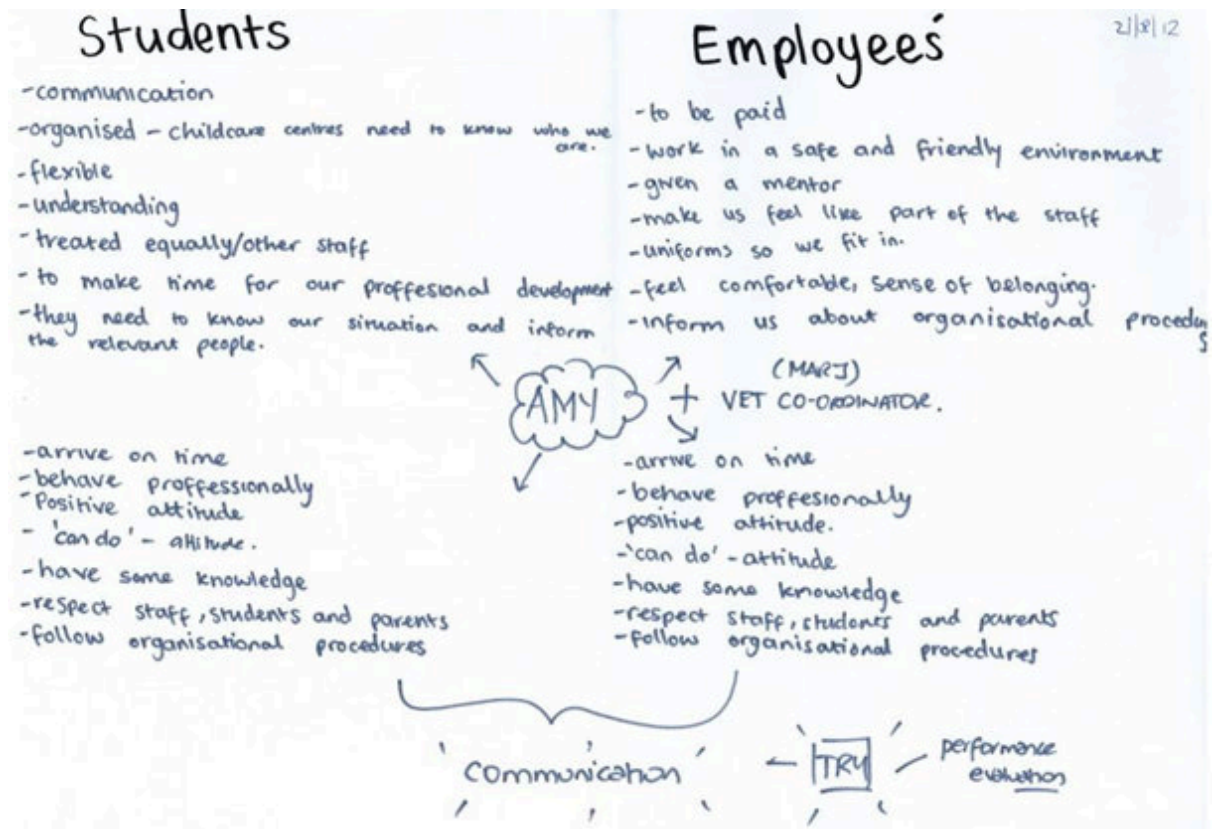 Students
-communication
-organised - childcare centres need to know who we
are.
-flexible
-understanding
-treated equally/other staff
- to make time for our proffesional development
-they need to know our situation and inform
the relevant people.
Employees
21/8/12
-to be paid
-work in a safe and friendly environment
-given a mentor
-make us feel like part of the staff
-uniforms so we fit in.
-feel comfortable, sense of belonging.
-inform us about organisational procedu
s
AMY
+
(MARJ)
VET CO-ORDINATOR.
-arrive on time
-behave proffessionally
-Positive attitude
- 'can do' - attitude.
-have some knowledge
-respect staff, students and parents
-follow organisational procedures
-arrive on time
-behave proffesionally
-positive attitude.
-'can do' - attitude
-have some knowledge
-respect staff, students and parents
-follow organisational procedures
communication
TRY
performance
evaluation